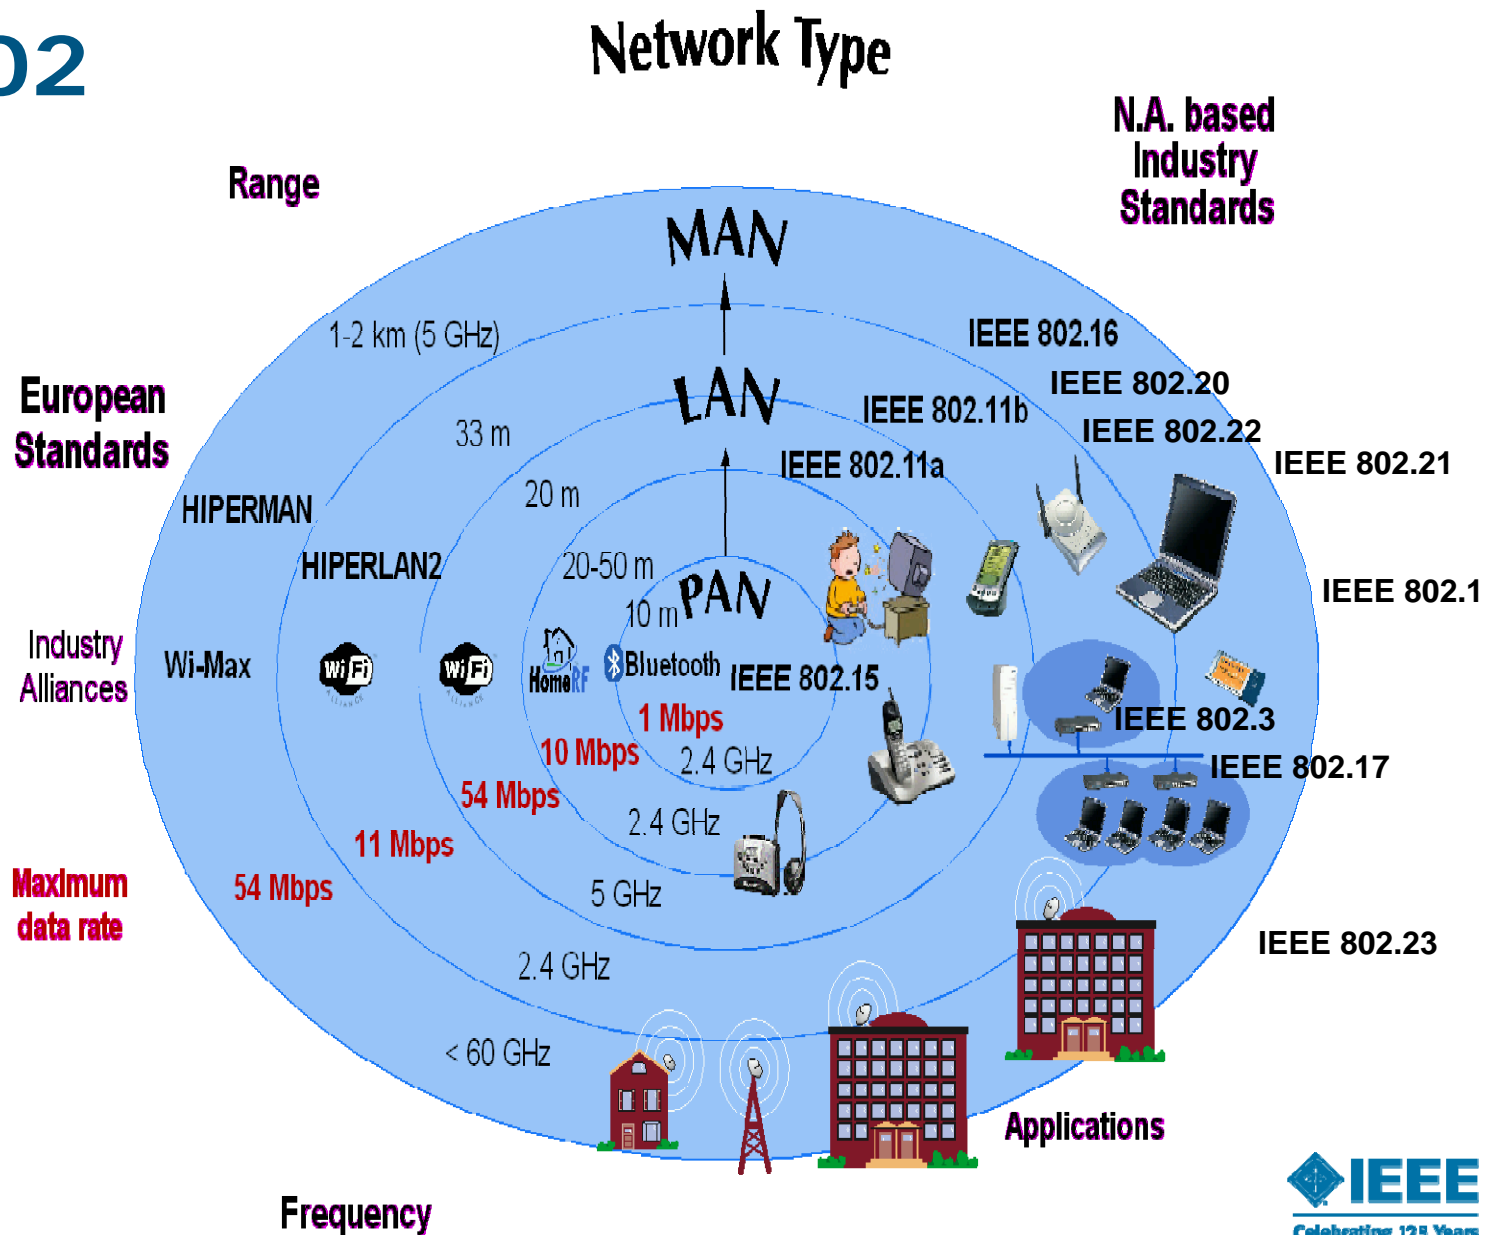 02
Network Type
N.A. based
Industry
Standards
Range
MAN
1-2 km (5 GHz)
IEEE 802.16
European
Standards
LAN
IEEE 802.20
IEEE 802.11b
33 m
IEEE 802.22
IEEE 802.11a
IEEE 802.21
20 m
HIPERMAN
HIPERLAN2
20-50 m
PAN
10 m
IEEE 802.1
Industry
Alliances
Wi-Max
Wi Fi
ALLIANCE
Wi Fi
ALLIANCE
HomeRF
Bluetooth
IEEE 802.15
1 Mbps
IEEE 802.3
10 Mbps
2.4 GHz
IEEE 802.17
54 Mbps
2.4 GHz
11 Mbps
Maximum
data rate
54 Mbps
5 GHz
IEEE 802.23
2.4 GHz
< 60 GHz
Applications
Frequency
IEEE
Celebrating 125 Years